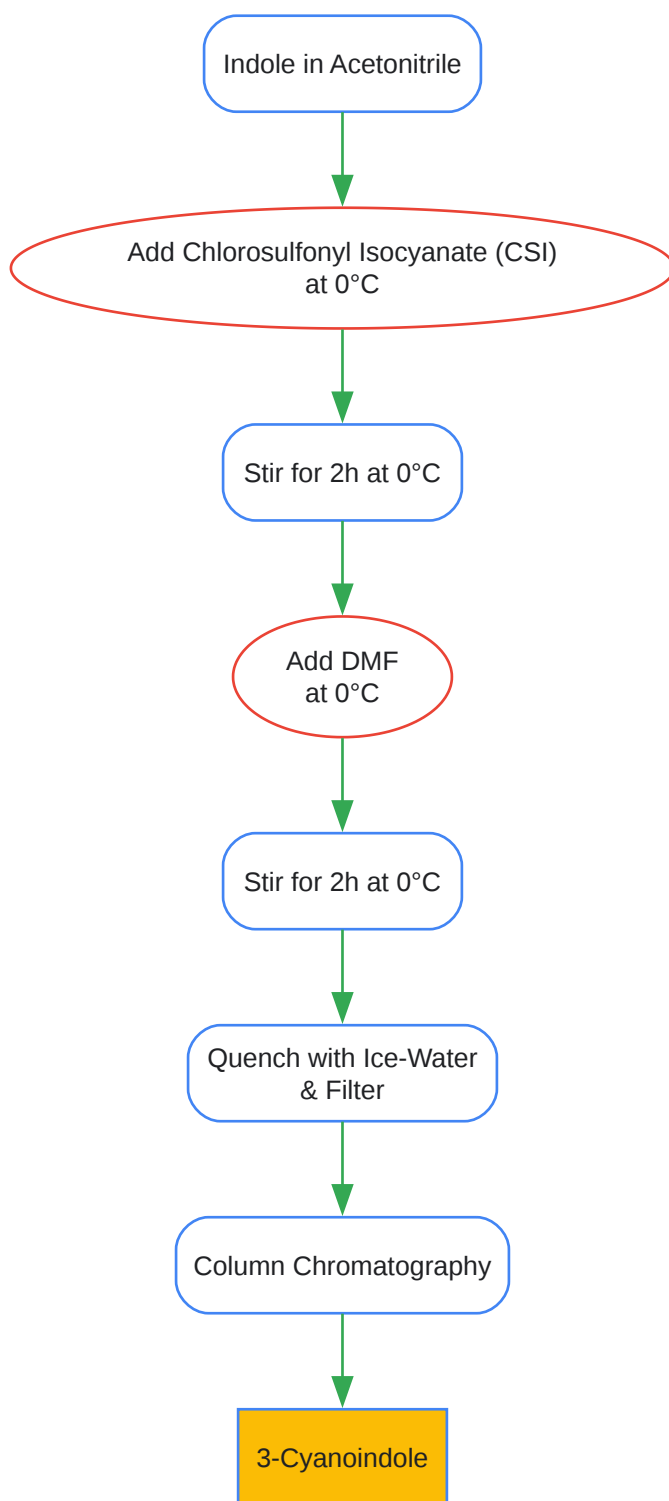 Indole in Acetonitrile
Add Chlorosulfonyl Isocyanate (CSI)
at 0°C
Stir for 2h at 0°C
Add DMF
at 0°C
Stir for 2h at 0°C
Quench with Ice-Water
& Filter
Column Chromatography
3-Cyanoindole